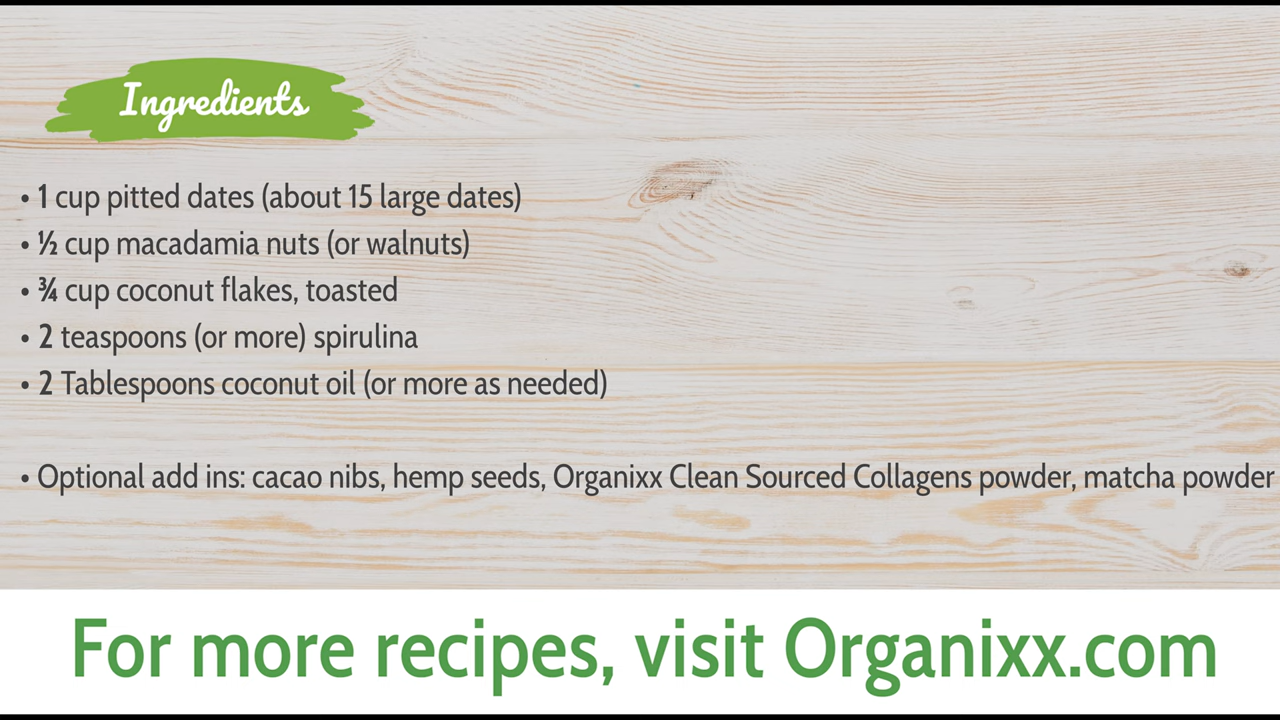 Ingredients
• 1 cup pitted dates (about 15 large dates)
• ½ cup macadamia nuts (or walnuts)
• ¾ cup coconut flakes, toasted
• 2 teaspoons (or more) spirulina
• 2 Tablespoons coconut oil (or more as needed)
• Optional add ins: cacao nibs, hemp seeds, Organixx Clean Sourced Collagens powder, matcha powder
For more recipes, visit Organixx.com